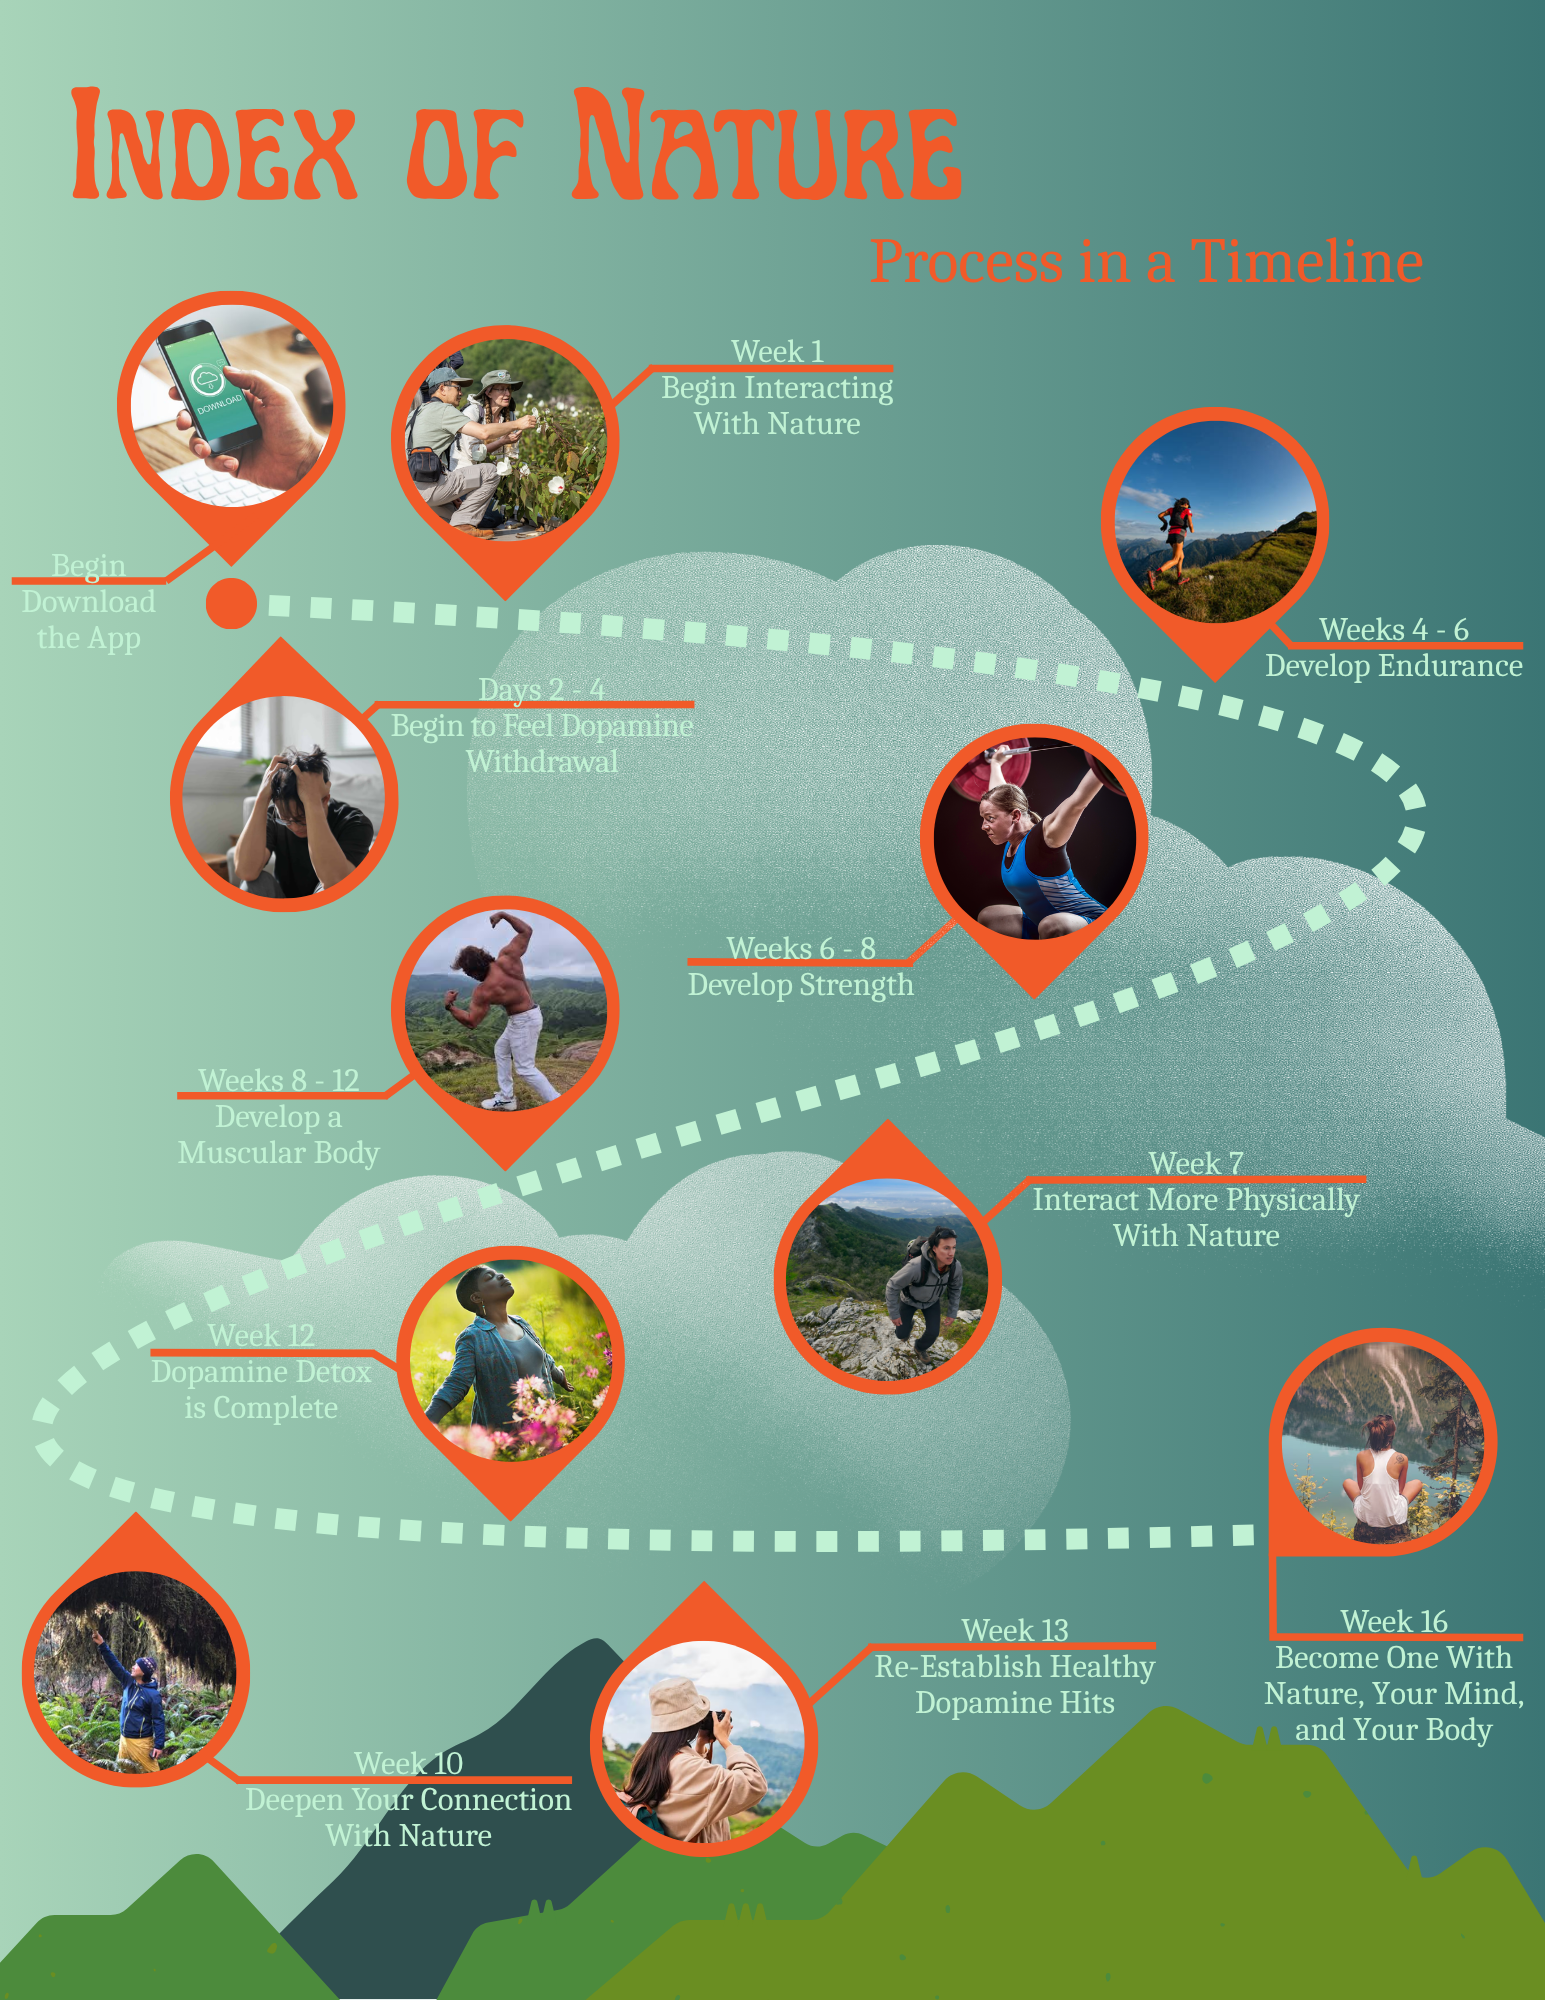 Index of Nature
Process in a Timeline
DOWNLOAD
Begin
Download
the App
Days 2 - 4
Begin to Feel Dopamine
Withdrawal
Week 1
Begin Interacting
With Nature
Weeks 4 - 6
Develop Endurance
Weeks 6 - 8
Develop Strength
Week 7
Interact More Physically
With Nature
Weeks 8 - 12
Develop a
Muscular Body
Week 10
Deepen Your Connection
With Nature
Week 12
Dopamine Detox
is Complete
Week 13
Re-Establish Healthy
Dopamine Hits
Week 16
Become One With
Nature, Your Mind,
and Your Body